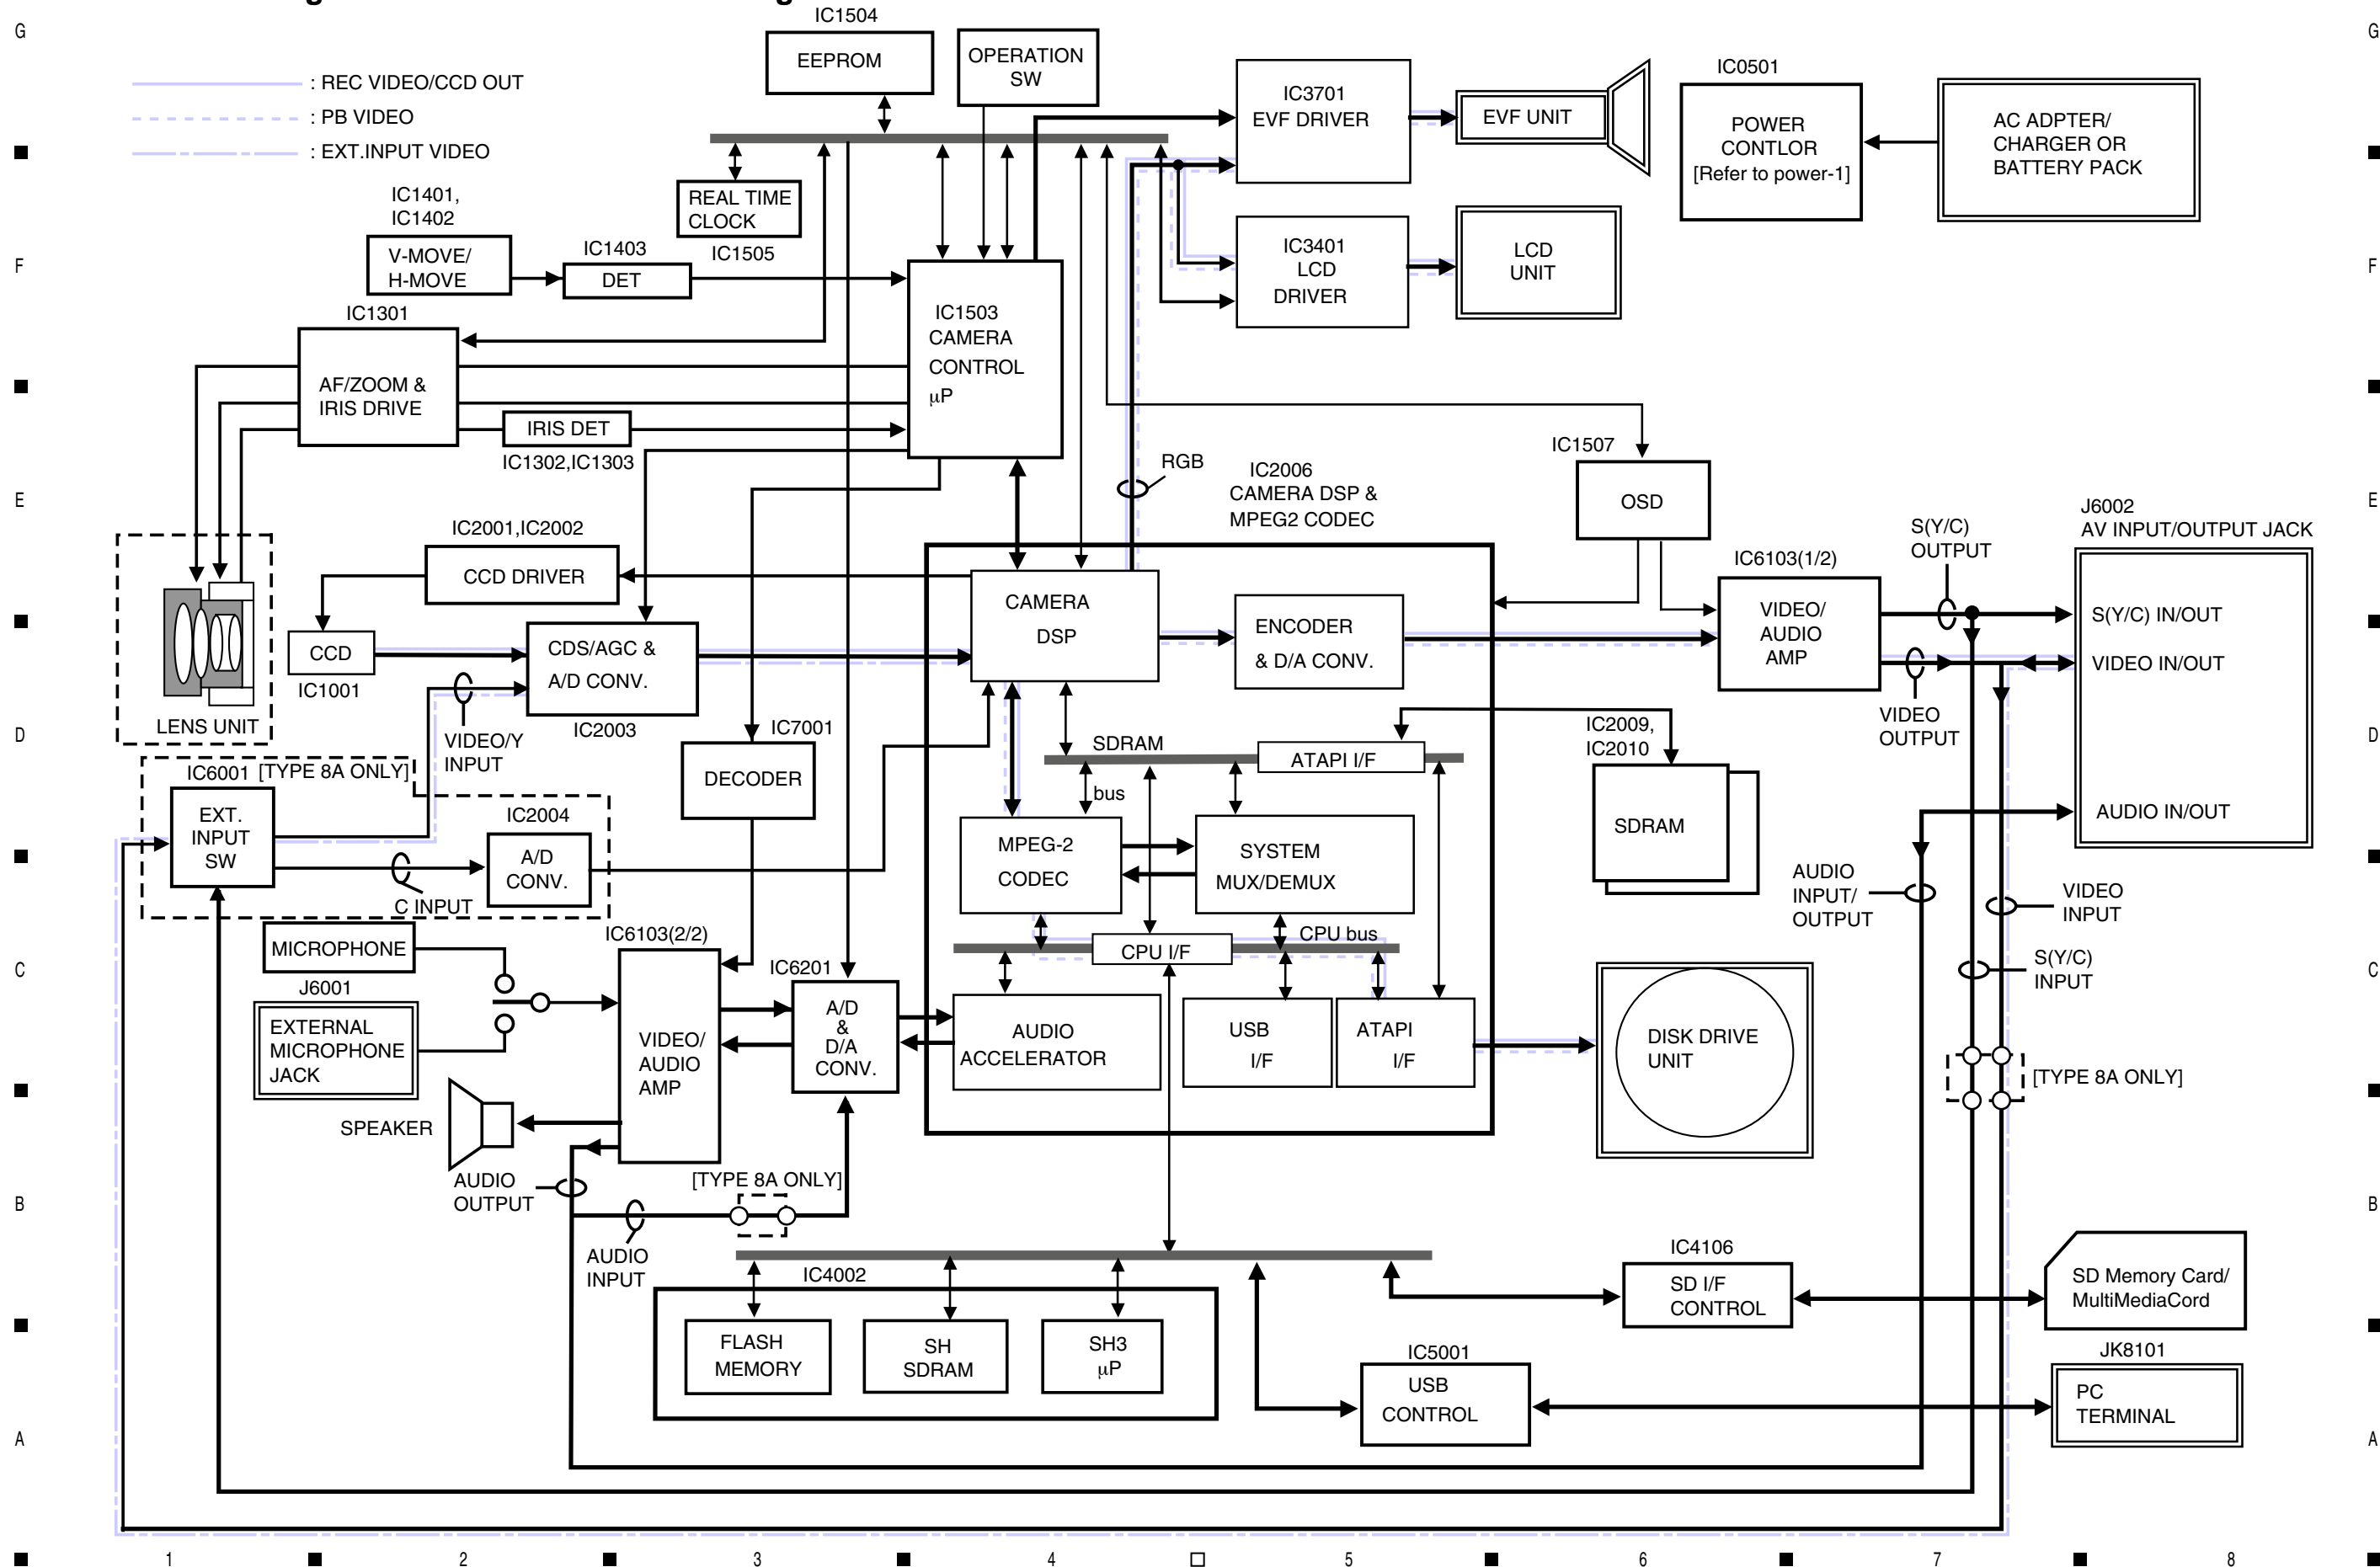 G
G
: REC VIDEO/CCD OUT
: PB VIDEO
: EXT.INPUT VIDEO
IC1504
EEPROM
OPERATION
SW
IC3701
EVF DRIVER
EVF UNIT
IC0501
POWER
CONTLOR
[Refer to power-1]
AC ADPTER/
CHARGER OR
BATTERY PACK
REAL TIME
CLOCK
IC1505
IC1401,
IC1402
V-MOVE/
H-MOVE
IC1403
DET
F
F
IC3401
LCD
DRIVER
LCD
UNIT
IC1301
AF/ZOOM &
IRIS DRIVE
IC1503
CAMERA
CONTROL
µP
IRIS DET
IC1302,IC1303
IC1507
OSD
RGB
IC2006
CAMERA DSP &
MPEG2 CODEC
E
E
S(Y/C)
OUTPUT
J6002
AV INPUT/OUTPUT JACK
IC2001,IC2002
CCD DRIVER
IC6103(1/2)
VIDEO/
AUDIO
AMP
S(Y/C) IN/OUT
VIDEO IN/OUT
AUDIO IN/OUT
CAMERA
DSP
ENCODER
& D/A CONV.
CCD
IC1001
CDS/AGC &
A/D CONV.
IC2003
LENS UNIT
VIDEO/Y
INPUT
VIDEO
OUTPUT
D
D
IC7001
DECODER
SDRAM
bus
ATAPI I/F
IC2009,
IC2010
SDRAM
IC6001
[TYPE 8A ONLY]
EXT.
INPUT
SW
IC2004
A/D
CONV.
C INPUT
MPEG-2
CODEC
SYSTEM
MUX/DEMUX
AUDIO
INPUT/
OUTPUT
VIDEO
INPUT
S(Y/C)
INPUT
CPU I/F
CPU bus
C
C
MICROPHONE
J6001
EXTERNAL
MICROPHONE
JACK
IC6103(2/2)
VIDEO/
AUDIO
AMP
IC6201
A/D
&
D/A
CONV.
AUDIO
ACCELERATOR
USB
I/F
ATAPI
I/F
DISK DRIVE
UNIT
[TYPE 8A ONLY]
SPEAKER
AUDIO
OUTPUT
[TYPE 8A ONLY]
B
B
AUDIO
INPUT
IC4002
FLASH
MEMORY
SH
SDRAM
SH3
µP
IC4106
SD I/F
CONTROL
SD Memory Card/
MultiMediaCord
IC5001
USB
CONTROL
JK8101
PC
TERMINAL
A
A
1
2
3
4
5
6
7
8